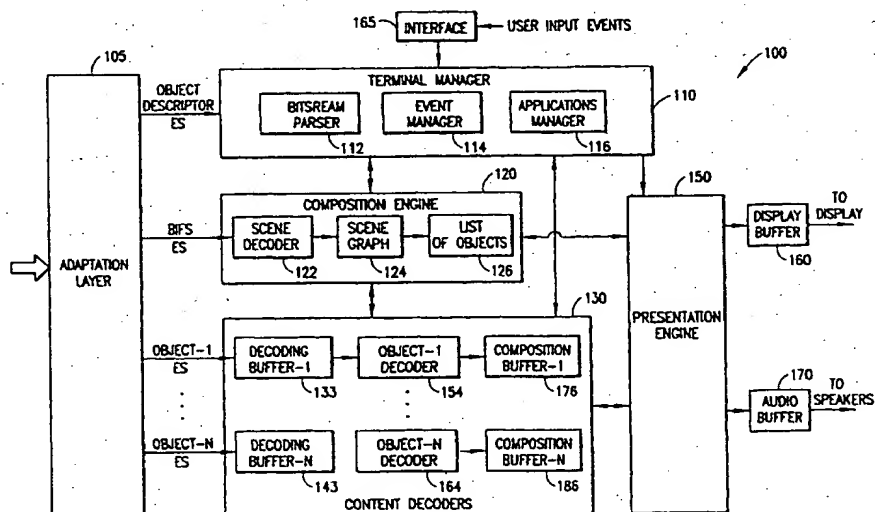 165
INTERFACE
USER INPUT EVENTS
105
100
OBJECT
DESCRIPTOR
ES
TERMINAL MANAGER
110
BITSREAM
PARSER
112
EVENT
MANAGER
114
APPLICATIONS
MANAGER
116
120
COMPOSITION ENGINE
BIFS
ES
SCENE
DECODER
122
SCENE
GRAPH
124
LIST
OF OBJECTS
126
150
DISPLAY
BUFFER
160
TO
DISPLAY
ADAPTATION
LAYER
130
PRESENTATION
ENGINE
OBJECT-1
ES
DECODING
BUFFER-1
133
OBJECT-1
DECODER
154
COMPOSITION
BUFFER-1
176
170
AUDIO
BUFFER
TO
SPEAKERS
OBJECT-N
ES
DECODING
BUFFER-N
143
OBJECT-N
DECODER
164
COMPOSITION
BUFFER-N
186
CONTENT DECODERS